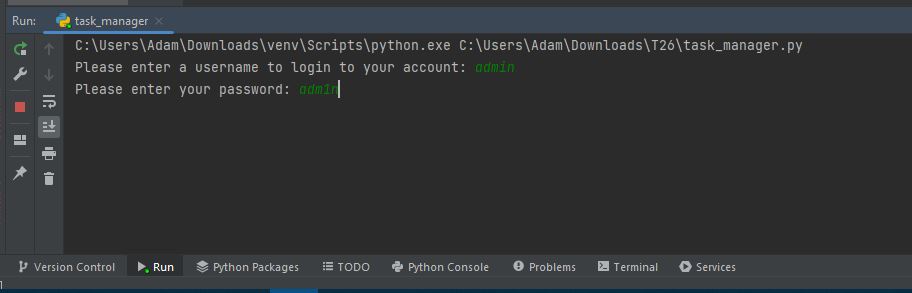 Run: task_manager
C:\Users\Adam\Downloads\venv\Scripts\python.exe C:\Users\Adam\Downloads\T26\task_manager.py
Please enter a username to login to your account: admin
Please enter your password: adm1n
Version Control Run Python Packages TODO Python Console Problems Terminal Services